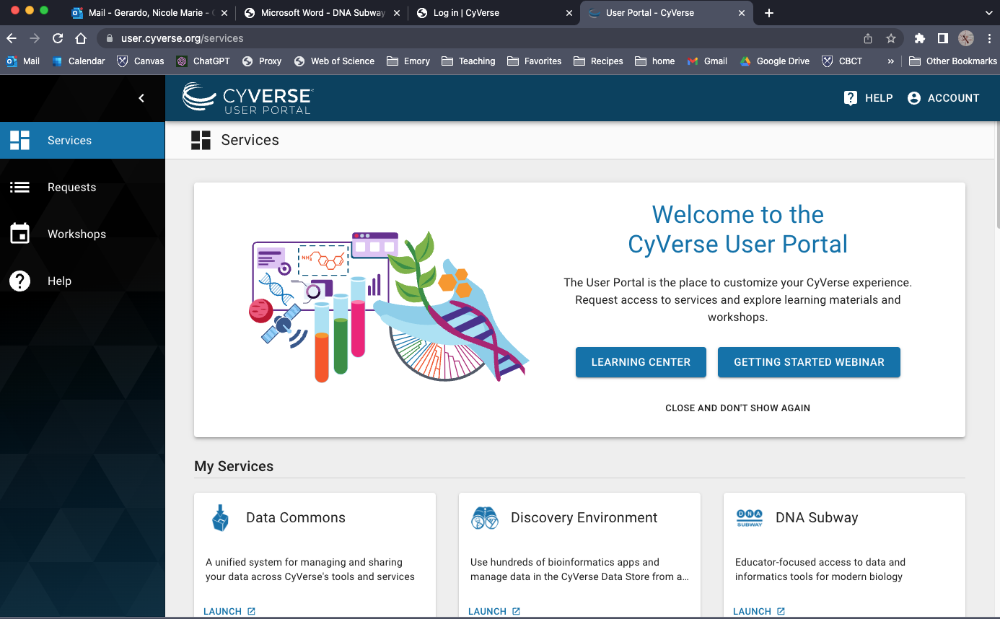 Mail - Gerardo, Nicole Marie -
Microsoft Word - DNA Subway
Log in | CyVerse
User Portal - CyVerse
user.cyverse.org/services
Mail
Calendar
Canvas
ChatGPT
Proxy
Web of Science
Emory
Teaching
Favorites
Recipes
home
Gmail
Google Drive
CBCT
»
Other Bookmarks
CYVERSE
USER PORTAL
HELP
ACCOUNT
Services
Requests
Workshops
Help
Services
NH3
Welcome to the
CyVerse User Portal
The User Portal is the place to customize your CyVerse experience.
Request access to services and explore learning materials and
workshops.
LEARNING CENTER
GETTING STARTED WEBINAR
CLOSE AND DON'T SHOW AGAIN
My Services
Data Commons
A unified system for managing and sharing
your data across CyVerse's tools and services
LAUNCH
Discovery Environment
Use hundreds of bioinformatics apps and
manage data in the CyVerse Data Store from a...
LAUNCH
DNA
SUBWAY
DNA Subway
Educator-focused access to data and
informatics tools for modern biology
LAUNCH